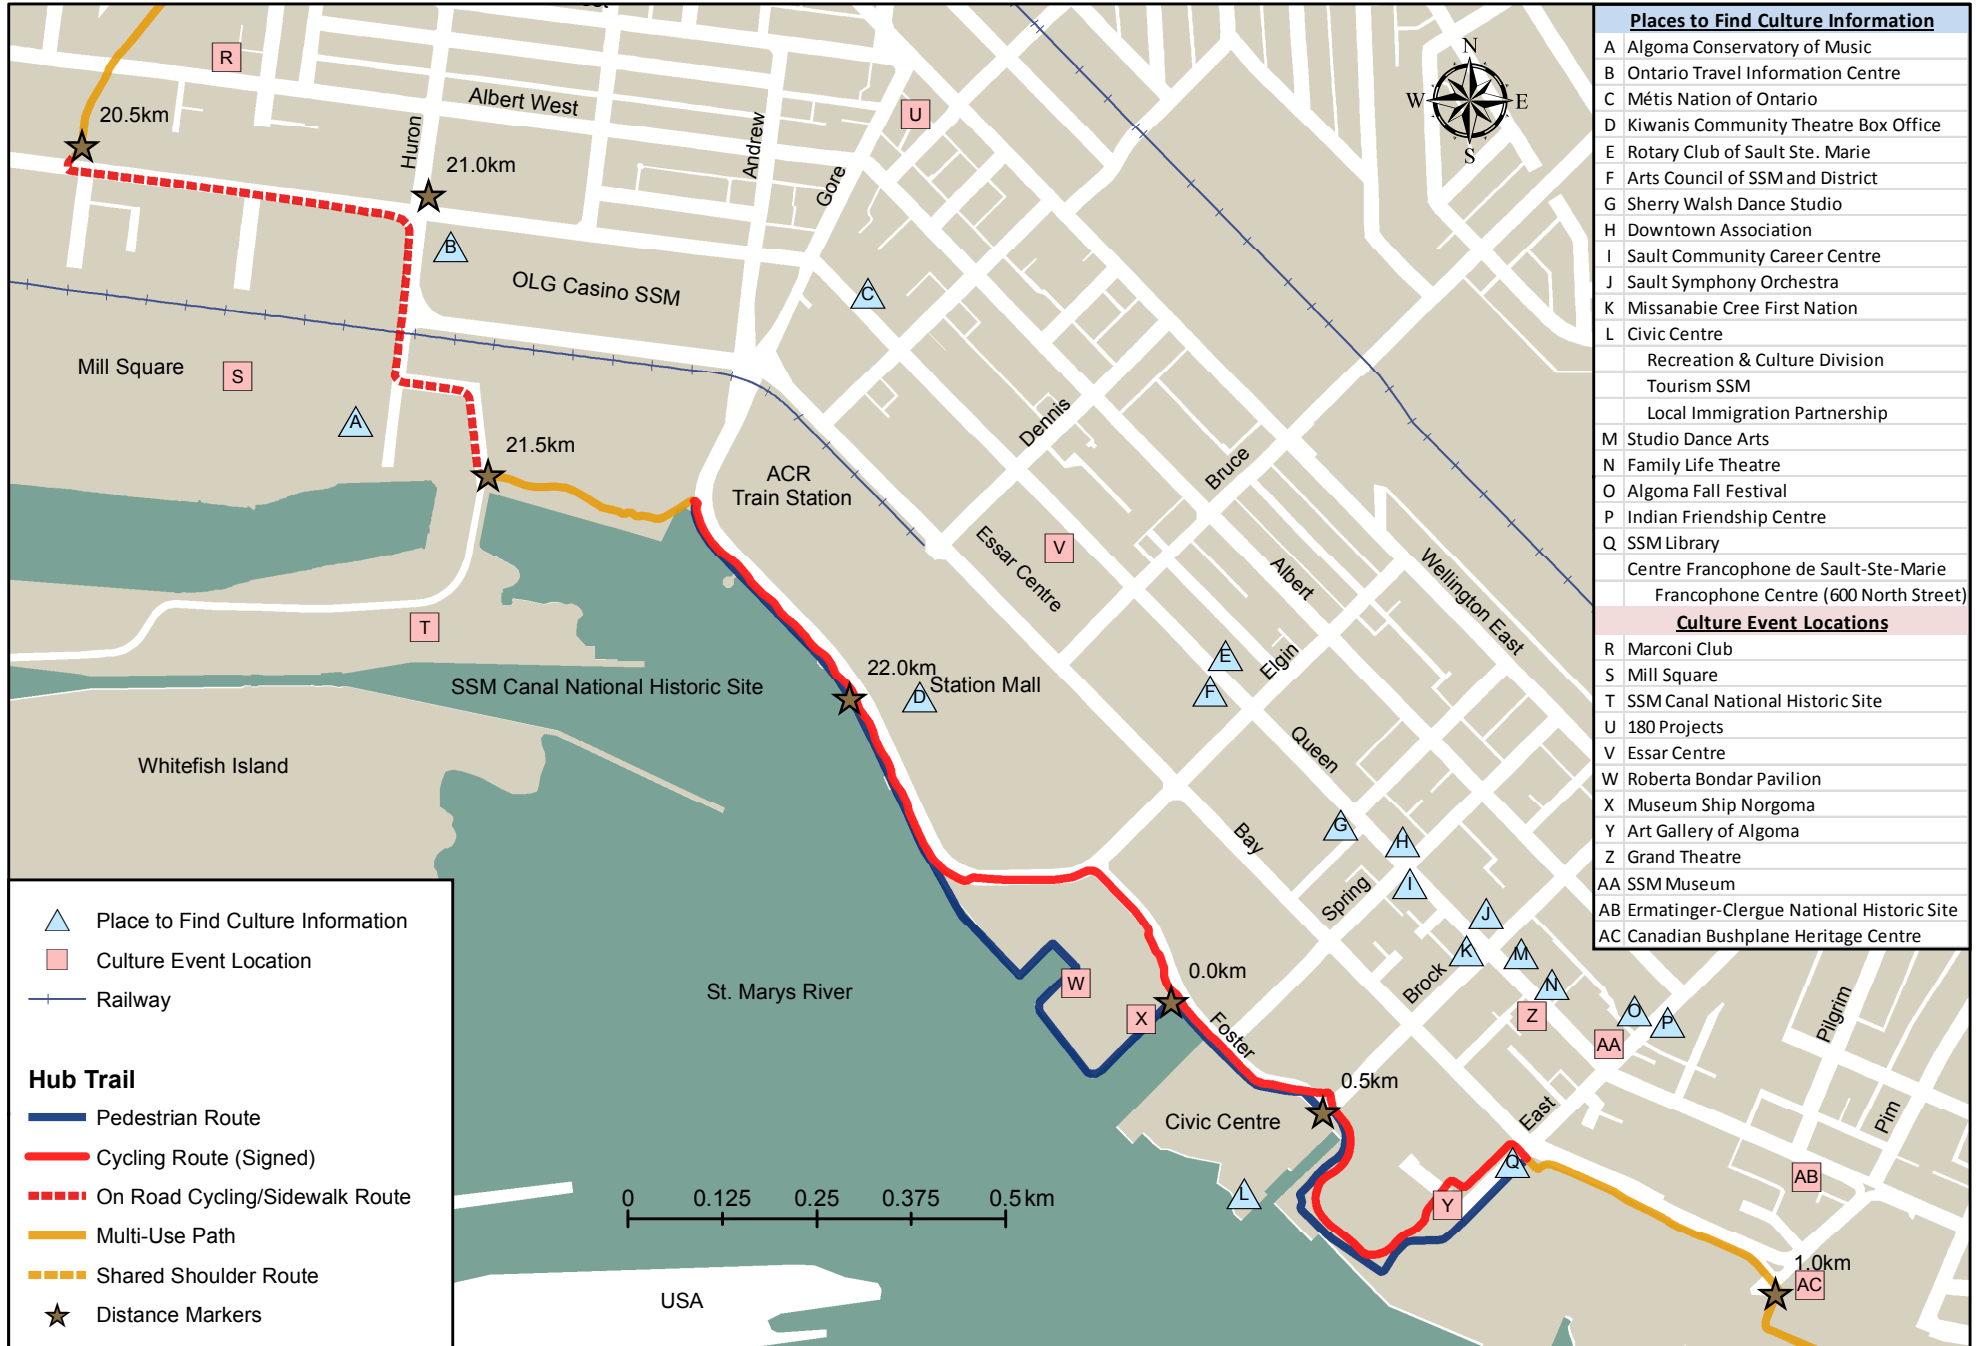 R
20.5km
Albert West
Huron
21.0km
Andrew
Gore
U
B
OLG Casino SSM
C
Mill Square
S
A
21.5km
ACR
Train Station
Dennis
Bruce
Essar Centre
V
Albert
Wellington East
T
SSM Canal National Historic Site
22.0km
D
Station Mall
E
F
Elgin
Queen
Whitefish Island
Bay
G
H
I
Spring
J
K
M
N
Brock
Z
O
P
AA
St. Marys River
W
X
0.0km
Foster
0.5km
Civic Centre
L
East
Q
Y
Pilgrim
Pim
AB
1.0km
AC
USA
0 0.125 0.25 0.375 0.5 km
N
W E
S
Place to Find Culture Information
Culture Event Location
Railway
Hub Trail
Pedestrian Route
Cycling Route (Signed)
On Road Cycling/Sidewalk Route
Multi-Use Path
Shared Shoulder Route
Distance Markers
Places to Find Culture Information
A Algoma Conservatory of Music
B Ontario Travel Information Centre
C Métis Nation of Ontario
D Kiwanis Community Theatre Box Office
E Rotary Club of Sault Ste. Marie
F Arts Council of SSM and District
G Sherry Walsh Dance Studio
H Downtown Association
I Sault Community Career Centre
J Sault Symphony Orchestra
K Missanabie Cree First Nation
L Civic Centre
Recreation & Culture Division
Tourism SSM
Local Immigration Partnership
M Studio Dance Arts
N Family Life Theatre
O Algoma Fall Festival
P Indian Friendship Centre
Q SSM Library
Centre Francophone de Sault-Ste-Marie
Francophone Centre (600 North Street)
Culture Event Locations
R Marconi Club
S Mill Square
T SSM Canal National Historic Site
U 180 Projects
V Essar Centre
W Roberta Bondar Pavilion
X Museum Ship Norgoma
Y Art Gallery of Algoma
Z Grand Theatre
AA SSM Museum
AB Ermatinger-Clergue National Historic Site
AC Canadian Bushplane Heritage Centre